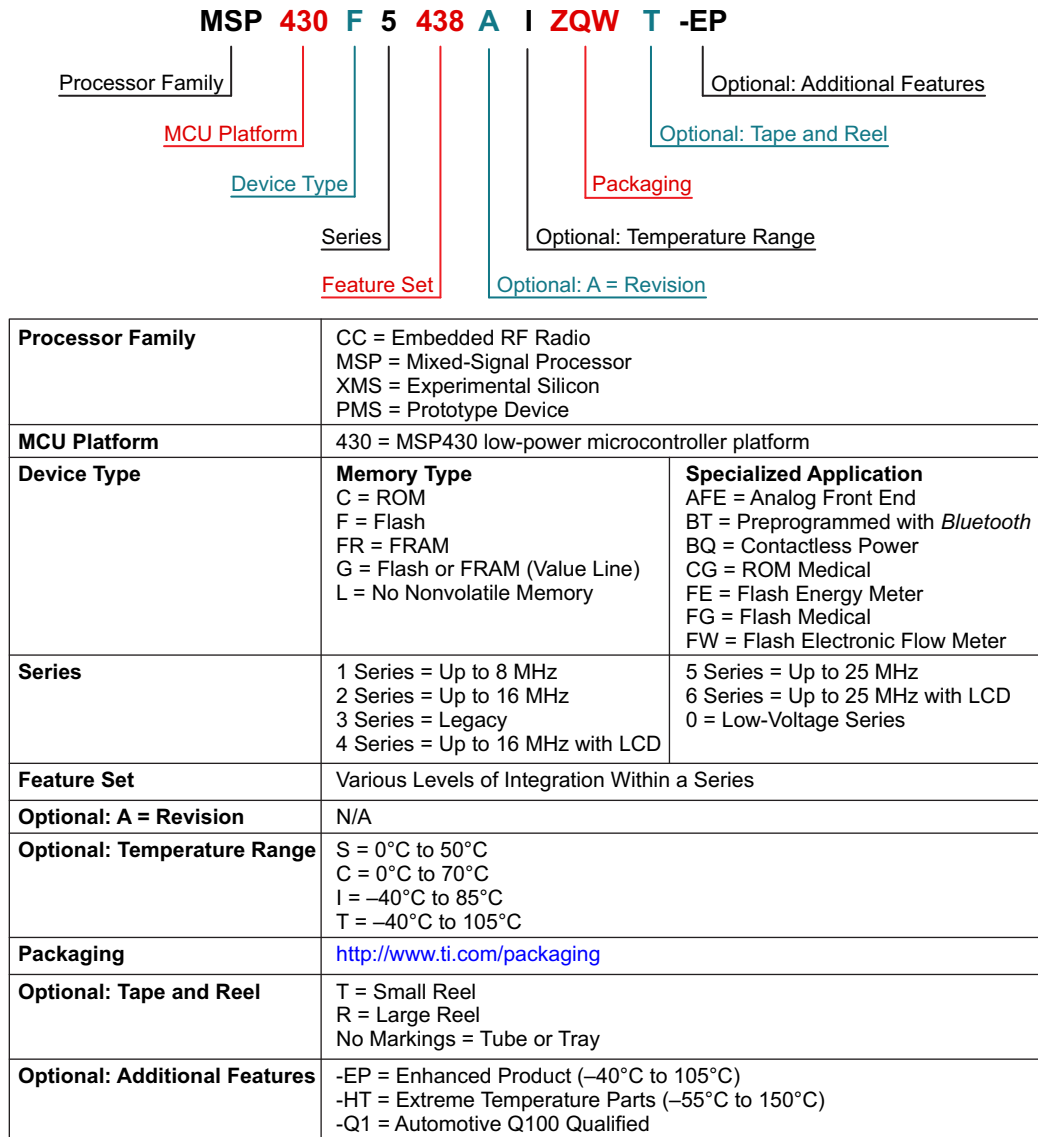 MSP 430 F 5 438 A I ZQW T -EP
Processor Family
Optional: Additional Features
MCU Platform
Optional: Tape and Reel
Device Type
Packaging
Series
Optional: Temperature Range
Feature Set
Optional: A = Revision
Processor Family
CC = Embedded RF Radio
MSP = Mixed-Signal Processor
XMS = Experimental Silicon
PMS = Prototype Device
MCU Platform
430 = MSP430 low-power microcontroller platform
Device Type
Memory Type
C = ROM
F = Flash
FR = FRAM
G = Flash or FRAM (Value Line)
L = No Nonvolatile Memory
Specialized Application
AFE = Analog Front End
BT = Preprogrammed with Bluetooth
BQ = Contactless Power
CG = ROM Medical
FE = Flash Energy Meter
FG = Flash Medical
FW = Flash Electronic Flow Meter
Series
1 Series = Up to 8 MHz
2 Series = Up to 16 MHz
3 Series = Legacy
4 Series = Up to 16 MHz with LCD
5 Series = Up to 25 MHz
6 Series = Up to 25 MHz with LCD
0 = Low-Voltage Series
Feature Set
Various Levels of Integration Within a Series
Optional: A = Revision
N/A
Optional: Temperature Range
S = 0°C to 50°C
C = 0°C to 70°C
I = –40°C to 85°C
T = –40°C to 105°C
Packaging
http://www.ti.com/packaging
Optional: Tape and Reel
T = Small Reel
R = Large Reel
No Markings = Tube or Tray
Optional: Additional Features
-EP = Enhanced Product (–40°C to 105°C)
-HT = Extreme Temperature Parts (–55°C to 150°C)
-Q1 = Automotive Q100 Qualified